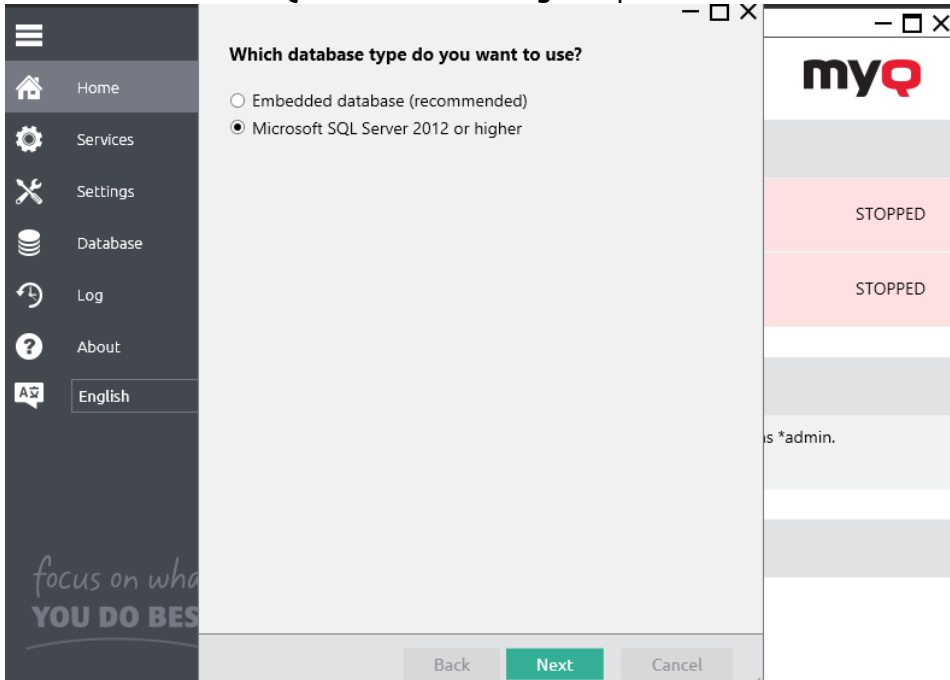 Which database type do you want to use?
Embedded database (recommended)
Microsoft SQL Server 2012 or higher
Home
Services
Settings
Database
Log
About
English
focus on wha
YOU DO BES
Back
Next
Cancel
myQ
STOPPED
STOPPED
s *admin.